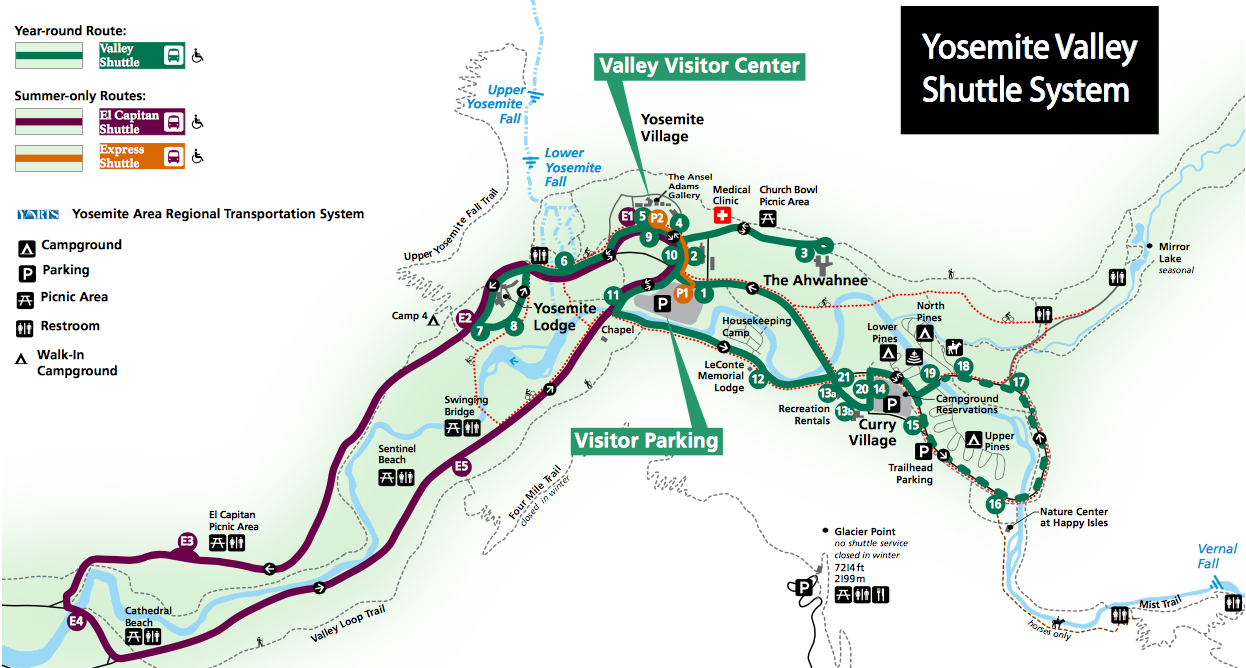 Year-round Route:
Valley
Shuttle
Summer-only Routes:
El Capitan
Shuttle
Express
Shuttle
YARTS Yosemite Area Regional Transportation System
Campground
P Parking
Picnic Area
Restroom
Walk-In
Campground
Yosemite Valley
Shuttle System
Valley Visitor Center
Yosemite
Village
Upper
Yosemite
Fall
Lower
Yosemite
Fall
The Ansel
Adams
Gallery
Medical
Clinic
Church Bowl
Picnic Area
Upper Yosemite Fall Trail
E1
5
P2
4
9
10
2
3
6
The Ahwahnee
Mirror
Lake
seasonal
11
P
P1
1
Camp 4
E2
7
8
Yosemite
Lodge
Chapel
Housekeeping
Camp
North
Pines
Lower
Pines
LeConte
Memorial
Lodge
12
21
13a
13b
20
14
19
18
17
P
Recreation
Rentals
Curry
Village
Campground
Reservations
15
Upper
Pines
P
Trailhead
Parking
16
Nature Center
at Happy Isles
Swinging
Bridge
Visitor Parking
Sentinel
Beach
E5
Four Mile Trail
closed in winter
El Capitan
Picnic Area
E3
E4
Cathedral
Beach
Valley Loop Trail
Glacier Point
no shuttle service
closed in winter
7214 ft
2199 m
P
Vernal
Fall
Mist Trail
horses only